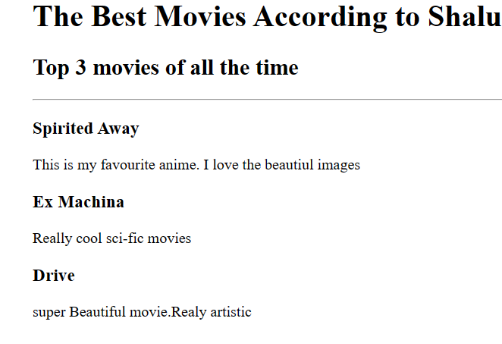 The Best Movies According to Shalu
Top 3 movies of all the time
Spirited Away
This is my favourite anime. I love the beautiul images
Ex Machina
Really cool sci-fic movies
Drive
super Beautiful movie.Realy artistic